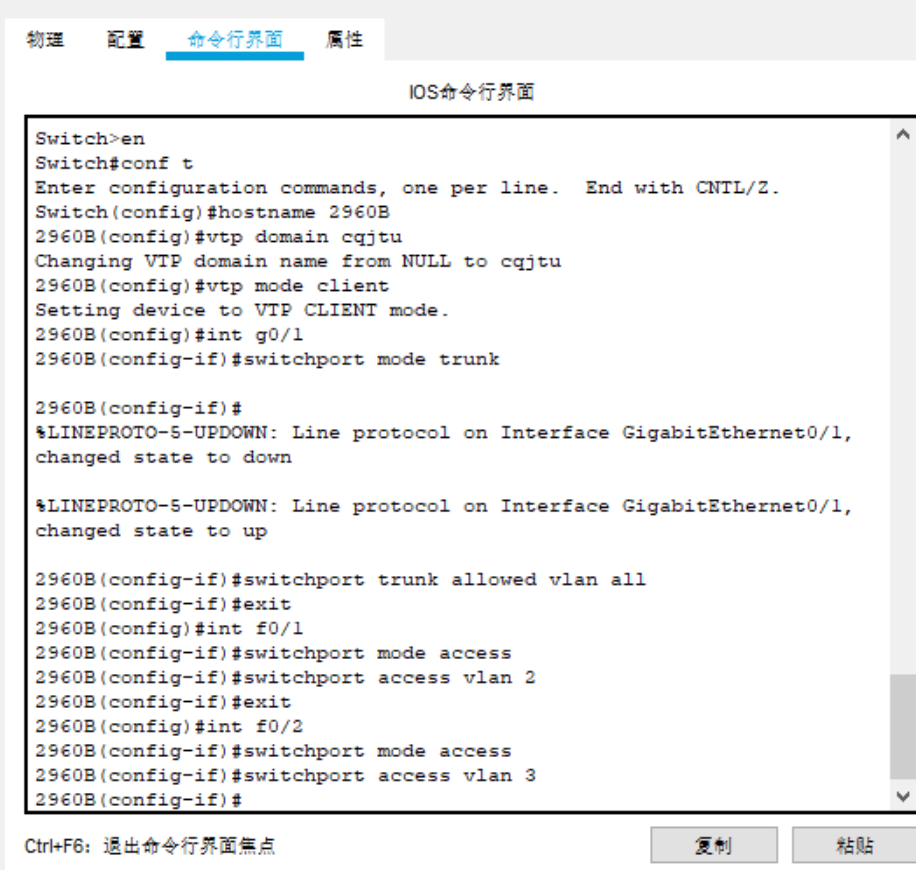 物理 配置 命令行界面 属性
IOS命令行界面
Switch>en
Switch#conf t
Enter configuration commands, one per line.  End with CNTL/Z.
Switch(config)#hostname 2960B
2960B(config)#vtp domain cqjtu
Changing VTP domain name from NULL to cqjtu
2960B(config)#vtp mode client
Setting device to VTP CLIENT mode.
2960B(config)#int g0/1
2960B(config-if)#switchport mode trunk
2960B(config-if)#
%LINEPROTO-5-UPDOWN: Line protocol on Interface GigabitEthernet0/1,
changed state to down
%LINEPROTO-5-UPDOWN: Line protocol on Interface GigabitEthernet0/1,
changed state to up
2960B(config-if)#switchport trunk allowed vlan all
2960B(config-if)#exit
2960B(config)#int f0/1
2960B(config-if)#switchport mode access
2960B(config-if)#switchport access vlan 2
2960B(config-if)#exit
2960B(config)#int f0/2
2960B(config-if)#switchport mode access
2960B(config-if)#switchport access vlan 3
2960B(config-if)#
Ctrl+F6: 退出命令行界面焦点 复制 粘贴